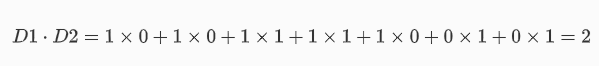 D1 · D2 = 1 × 0 + 1 × 0 + 1 × 1 + 1 × 1 + 1 × 0 + 0 × 1 + 0 × 1 = 2